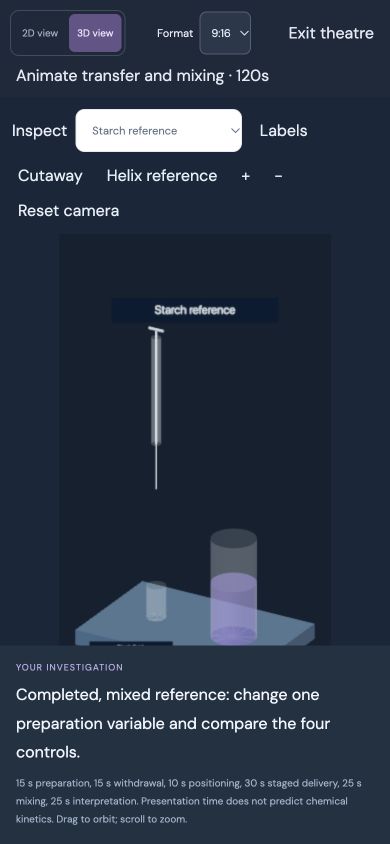 2D view 3D view Format 9:16 Exit theatre
Animate transfer and mixing · 120s
Inspect Starch reference Labels
Cutaway Helix reference + −
Reset camera
Starch reference
YOUR INVESTIGATION
Completed, mixed reference: change one
preparation variable and compare the four
controls.
15 s preparation, 15 s withdrawal, 10 s positioning, 30 s staged delivery, 25 s
mixing, 25 s interpretation. Presentation time does not predict chemical
kinetics. Drag to orbit; scroll to zoom.